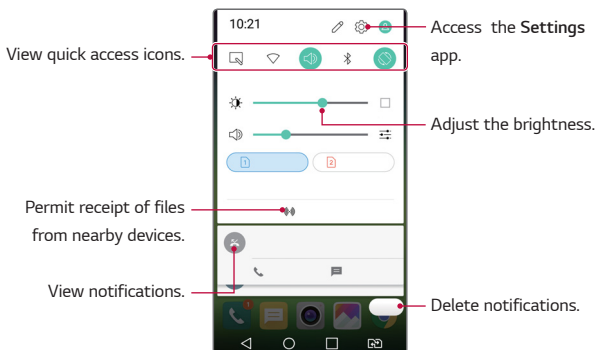 10:21
Access the Settings
app.
View quick access icons.
Adjust the brightness.
1
2
Permit receipt of files
from nearby devices.
View notifications.
1
Delete notifications.